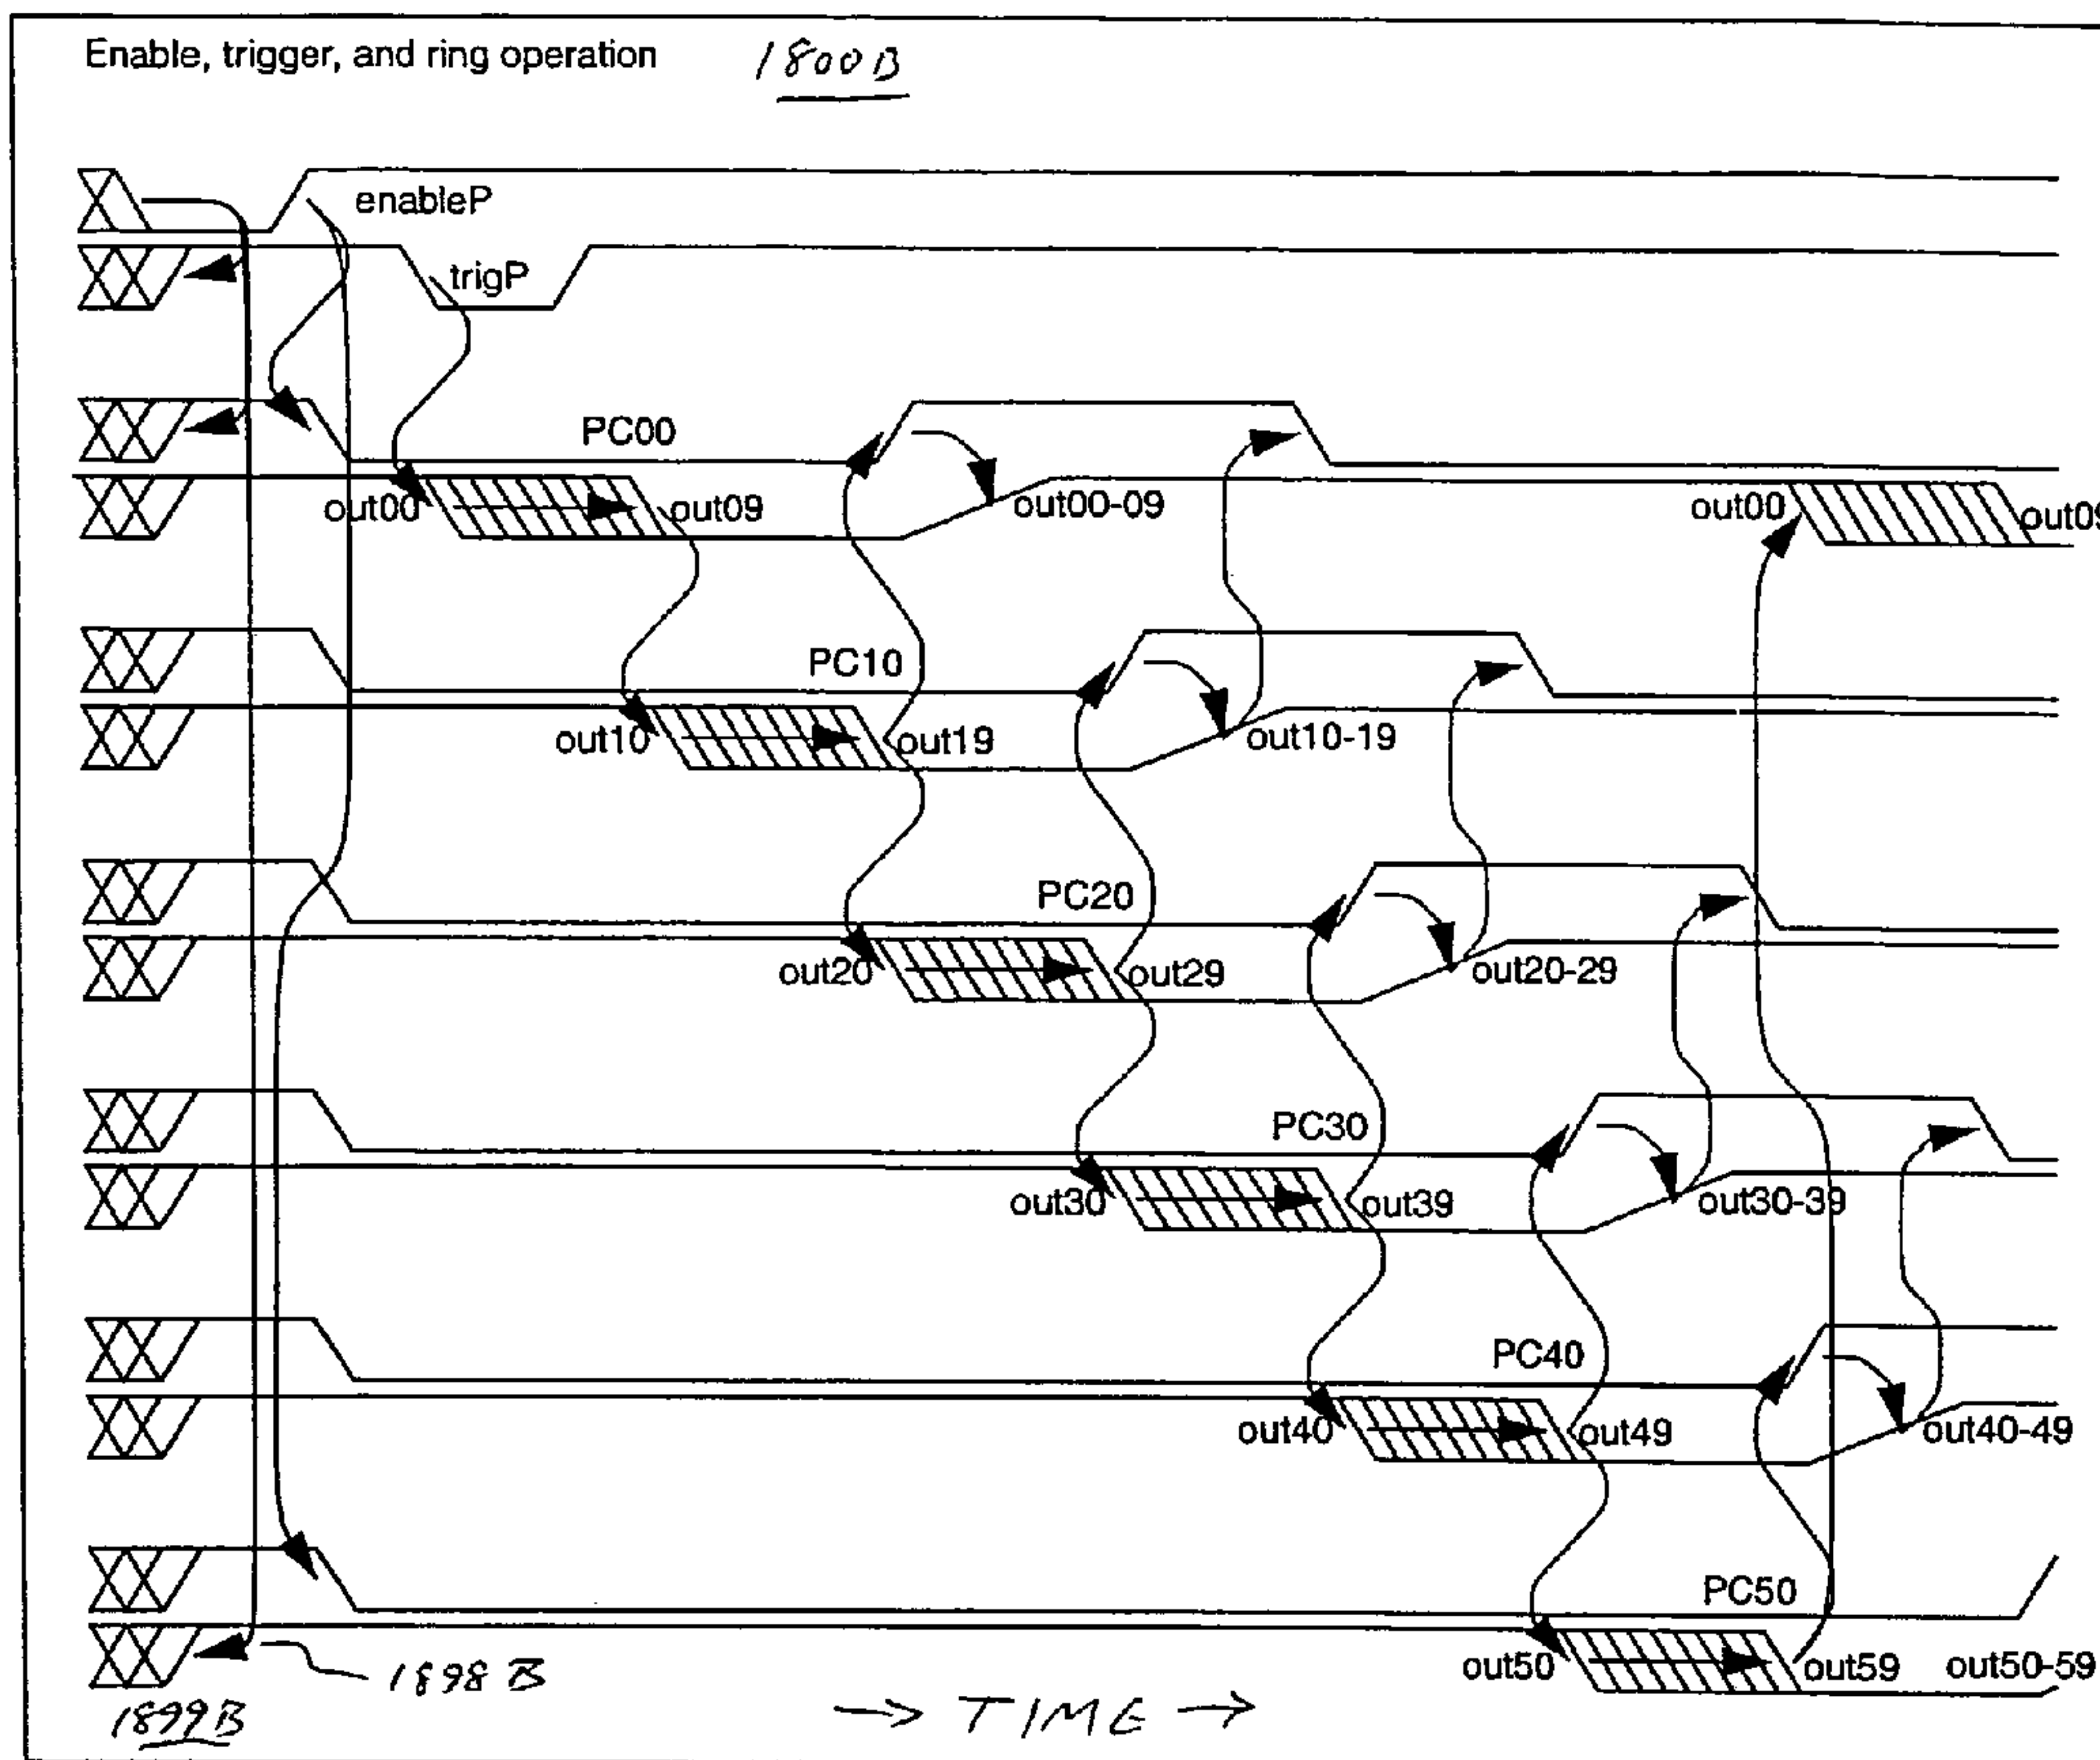 Enable, trigger, and ring operation 1800B
enableP
trigP
PC00
out00 out09 out00-09 out00 out09
PC10
out10 out19 out10-19
PC20
out20 out29 out20-29
PC30
out30 out39 out30-39
PC40
out40 out49 out40-49
PC50
out50 out59 out50-59
1898B
1899B
→ TIME →